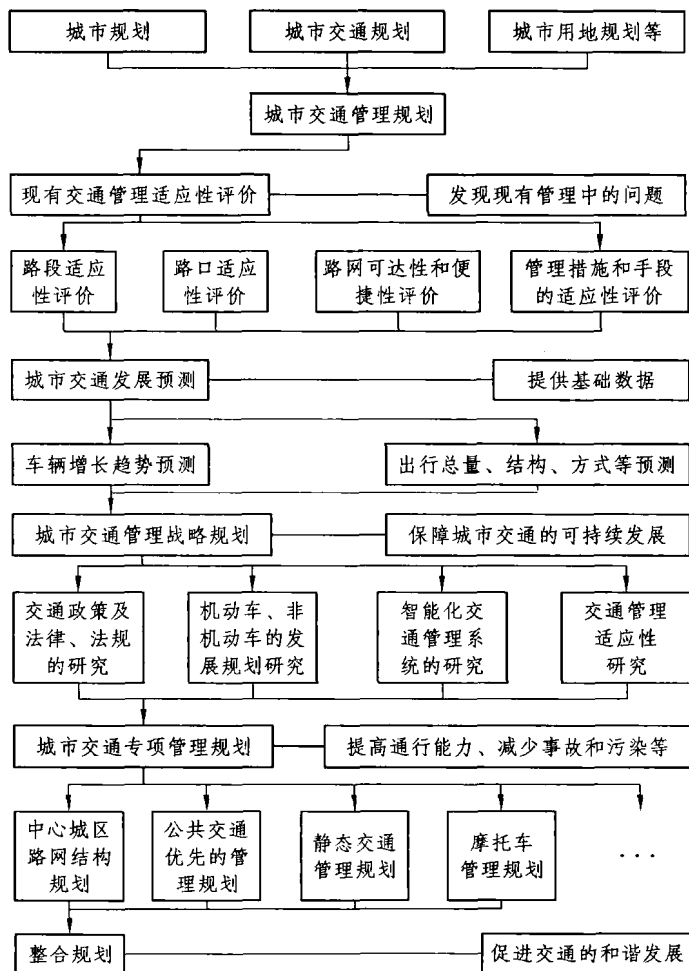 城市规划
城市交通规划
城市用地规划等
城市交通管理规划
现有交通管理适应性评价
发现现有管理中的问题
路段适应
性评价
路口适应
性评价
路网可达性和便
捷性评价
管理措施和手段
的适应性评价
城市交通发展预测
提供基础数据
车辆增长趋势预测
出行总量、结构、方式等预测
城市交通管理战略规划
保障城市交通的可持续发展
交通政策及
法律、法规
的研究
机动车、非
机动车的发
展规划研究
智能化交
通管理系
统的研究
交通管理
适应性
研究
城市交通专项管理规划
提高通行能力、减少事故和污染等
中心城区
路网结构
规划
公共交通
优先的管
理规划
静态交通
管理规划
摩托车
管理规划
...
整合规划
促进交通的和谐发展